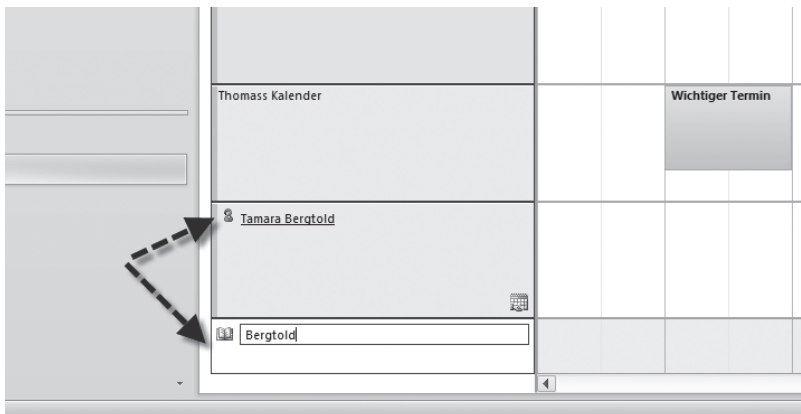 Thomass Kalender
Wichtiger Termin
Tamara Bergtold
Bergtold